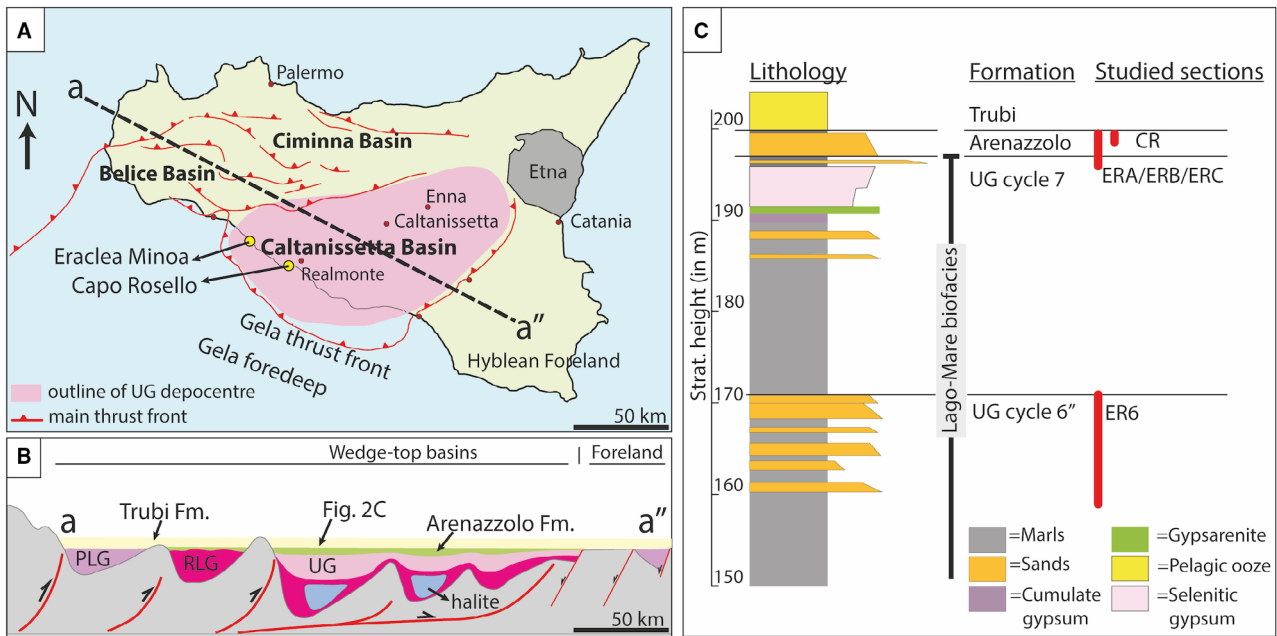 A
N
a
Palermo
Ciminna Basin
Belice Basin
Etna
Enna
Caltanissetta
Catania
Eraclea Minoa
Caltanissetta Basin
Capo Rosello
Realmonte
a″
Gela thrust front
Gela foredeep
Hyblean Foreland
outline of UG depocentre
main thrust front
50 km
B
Wedge-top basins | Foreland
a
Trubi Fm.
Fig. 2C
Arenazzolo Fm.
a″
PLG
RLG
UG
halite
50 km
C
Lithology
Formation
Studied sections
Strat. height (in m)
200
190
180
170
160
150
Trubi
Arenazzolo
CR
UG cycle 7
ERA/ERB/ERC
Lago-Mare biofacies
UG cycle 6″
ER6
=Marls
=Sands
=Cumulate
gypsum
=Gypsarenite
=Pelagic ooze
=Selenitic
gypsum